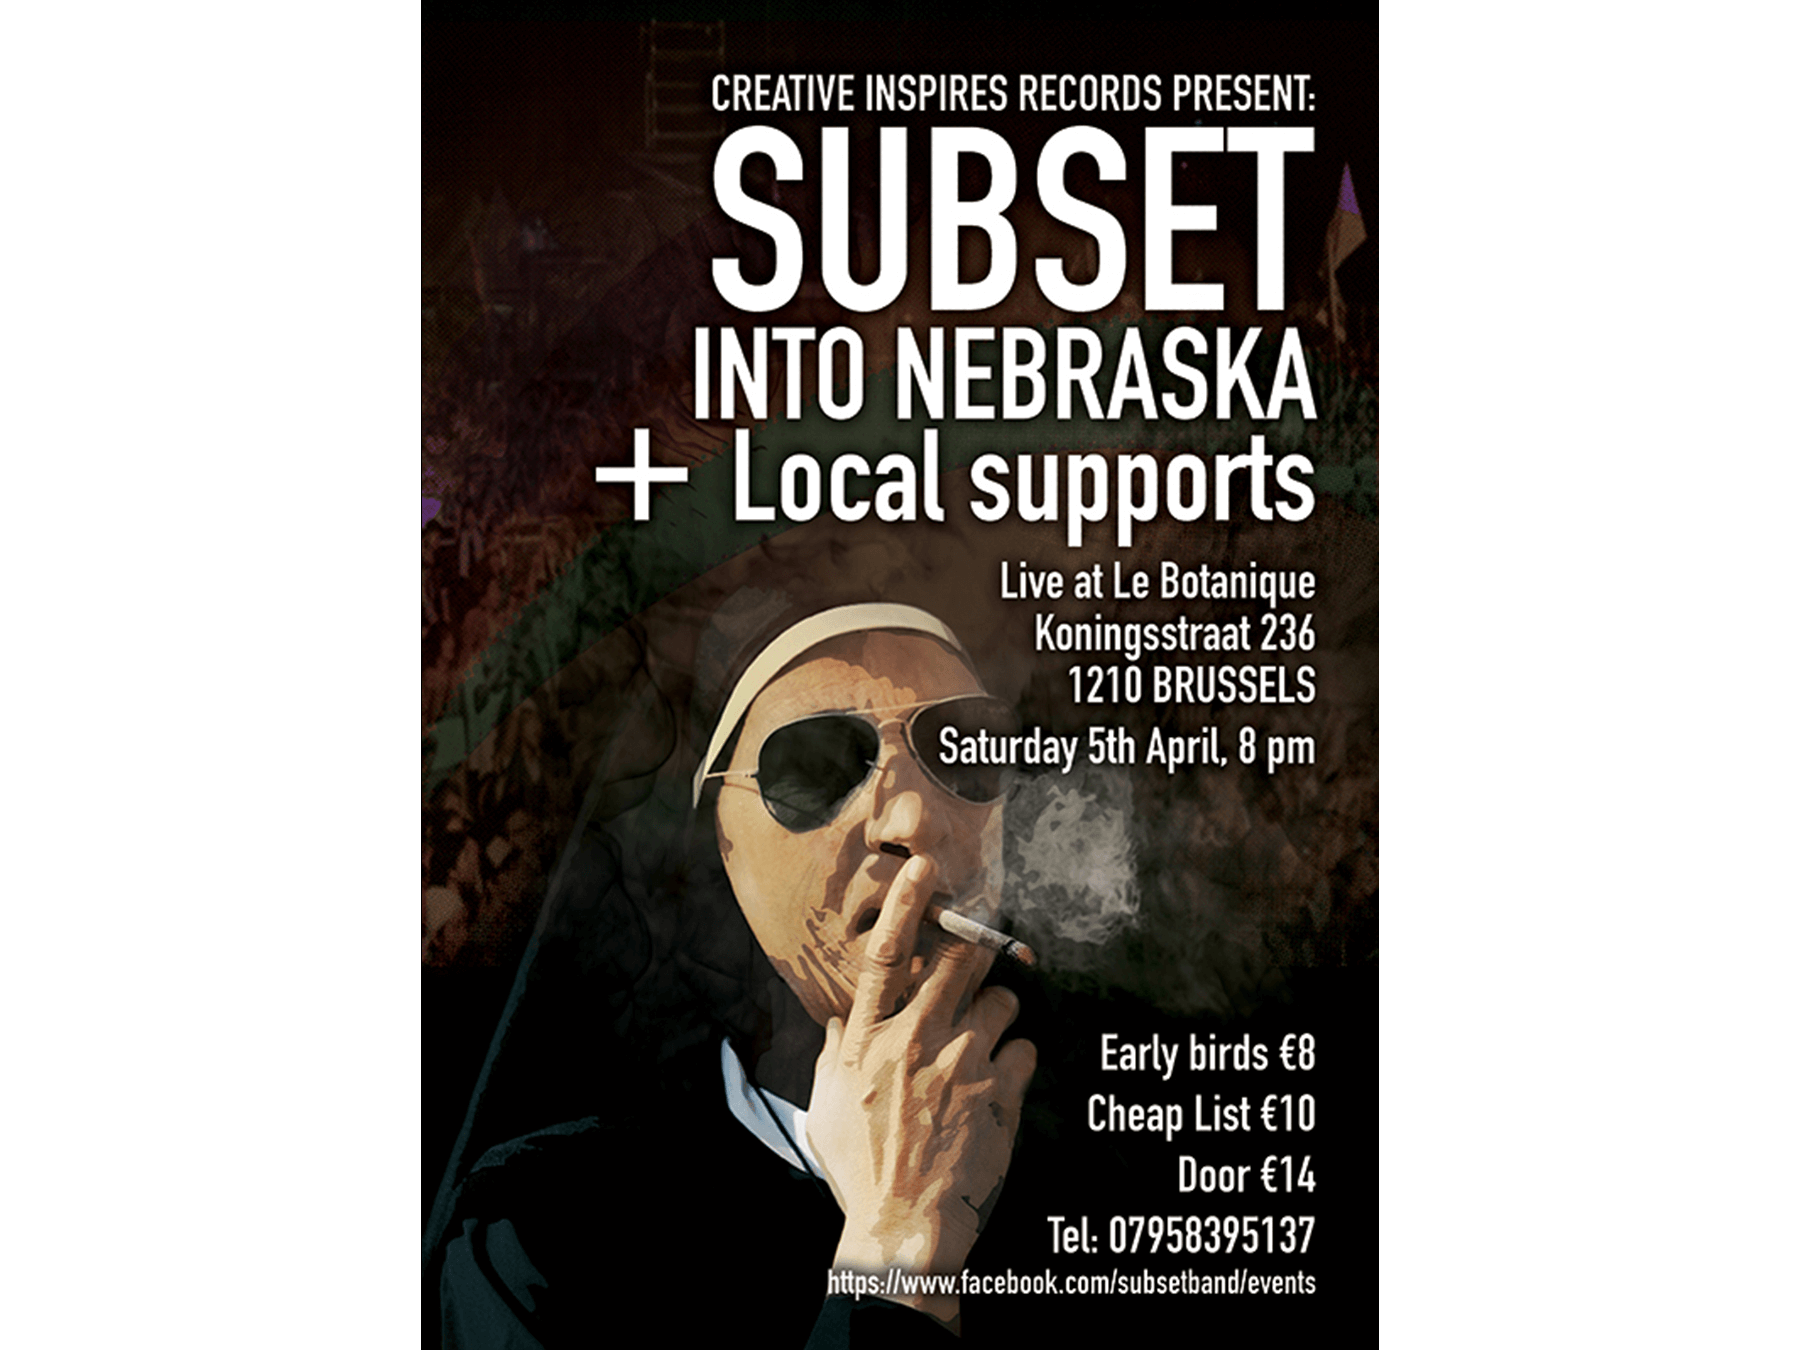 CREATIVE INSPIRES RECORDS PRESENT:
SUBSET
INTO NEBRASKA
+ Local supports
Live at Le Botanique
Koningsstraat 236
1210 BRUSSELS
Saturday 5th April, 8 pm
Early birds €8
Cheap List €10
Door €14
Tel: 07958395137
https://www.facebook.com/subsetband/events